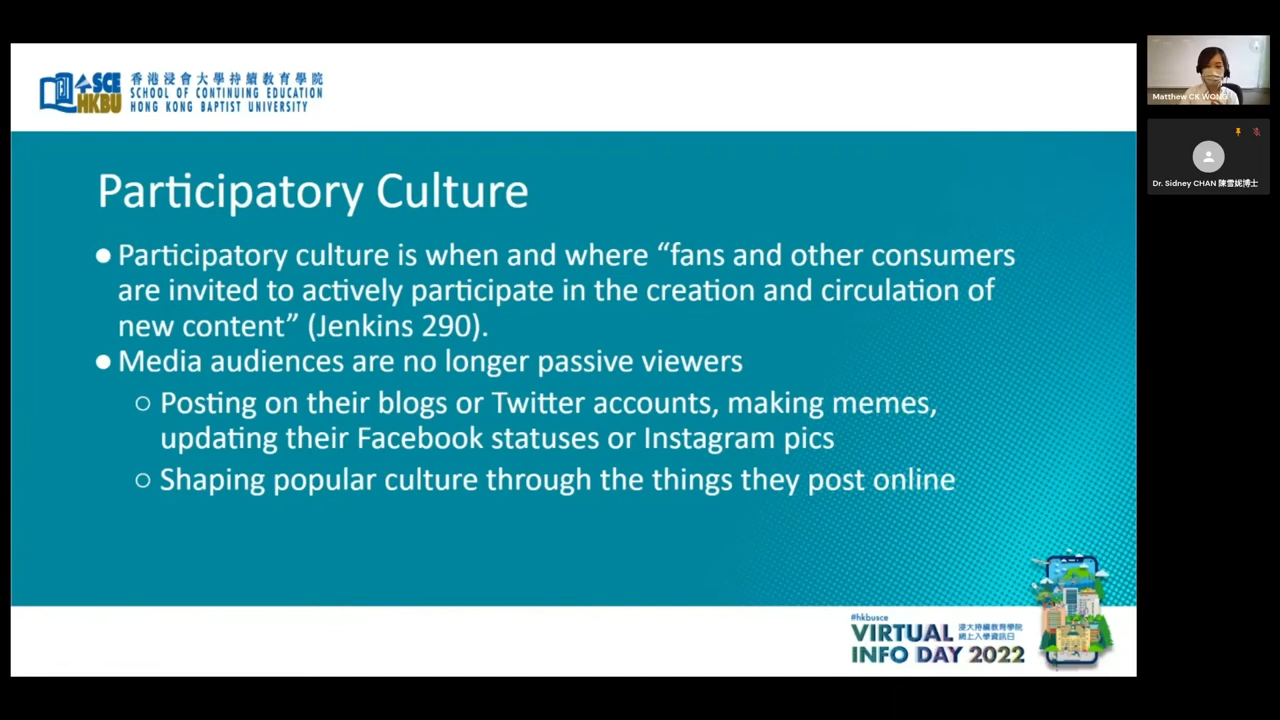 SCE
HKBU
香港浸會大學持續教育學院
SCHOOL OF CONTINUING EDUCATION
HONG KONG BAPTIST UNIVERSITY
Participatory Culture
● Participatory culture is when and where “fans and other consumers
are invited to actively participate in the creation and circulation of
new content” (Jenkins 290).
● Media audiences are no longer passive viewers
○ Posting on their blogs or Twitter accounts, making memes,
updating their Facebook statuses or Instagram pics
○ Shaping popular culture through the things they post online
#hkbusce
VIRTUAL
INFO DAY 2022
浸大持續教育學院
網上入學資訊日
Matthew CK WONG
Dr. Sidney CHAN 陳雪妮博士